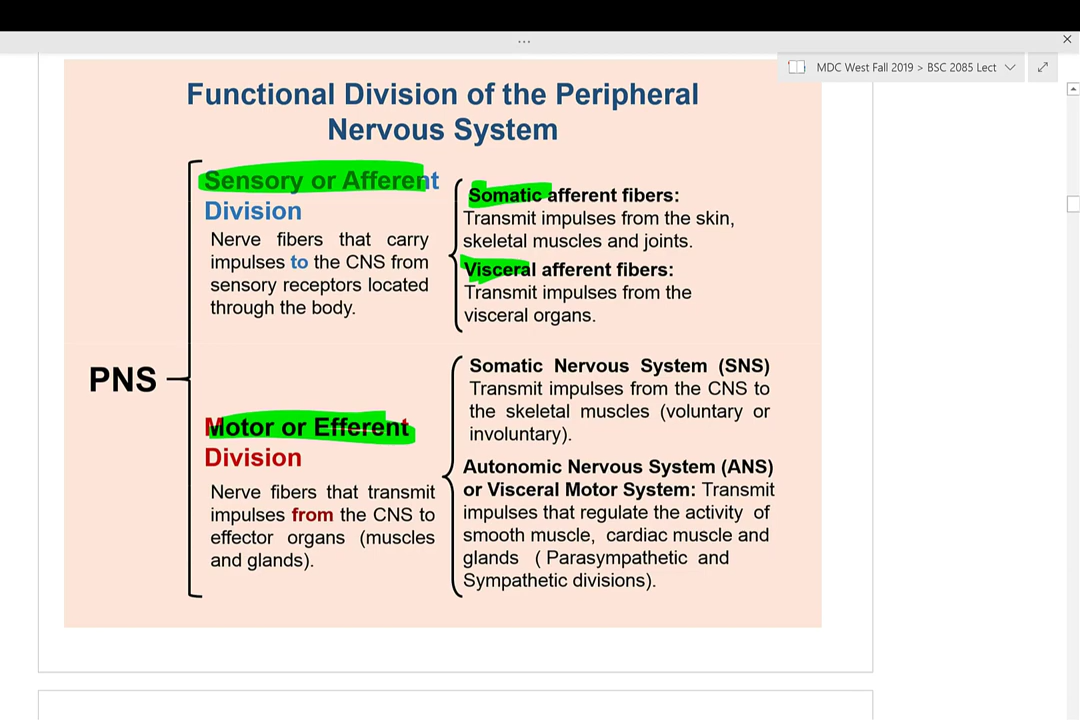 ...
MDC West Fall 2019 > BSC 2085 Lect
Functional Division of the Peripheral
Nervous System
Sensory or Afferent
Division
Nerve fibers that carry
impulses to the CNS from
sensory receptors located
through the body.
Somatic afferent fibers:
Transmit impulses from the skin,
skeletal muscles and joints.
Visceral afferent fibers:
Transmit impulses from the
visceral organs.
PNS
Motor or Efferent
Division
Nerve fibers that transmit
impulses from the CNS to
effector organs (muscles
and glands).
Somatic Nervous System (SNS)
Transmit impulses from the CNS to
the skeletal muscles (voluntary or
involuntary).
Autonomic Nervous System (ANS)
or Visceral Motor System: Transmit
impulses that regulate the activity of
smooth muscle, cardiac muscle and
glands ( Parasympathetic and
Sympathetic divisions).